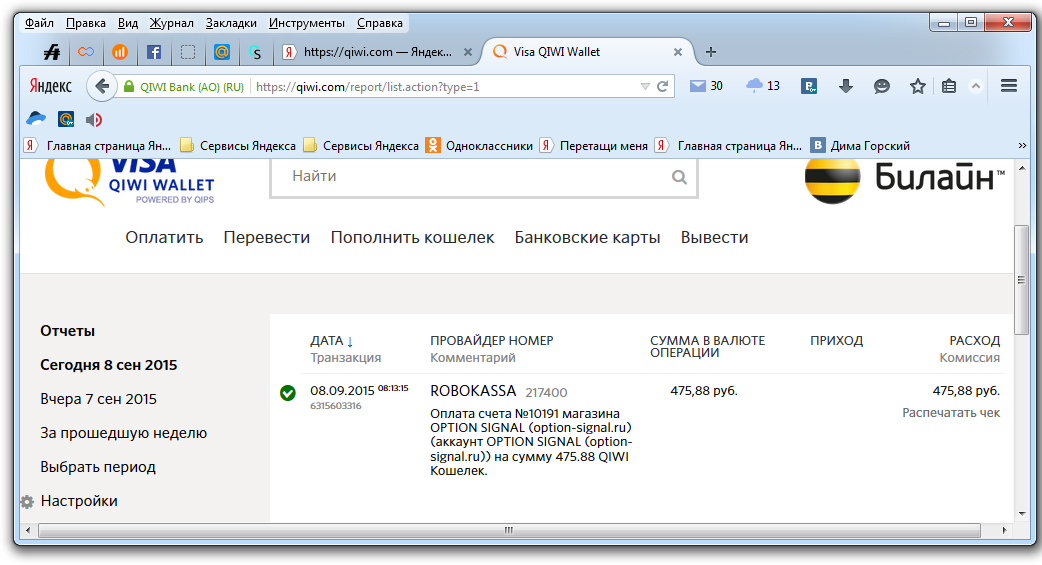 Файл Правка Вид Журнал Закладки Инструменты Справка
https://qiwi.com — Яндек... Visa QIWI Wallet
Яндекс QIWI Bank (AO) (RU) https://qiwi.com/report/list.action?type=1 30 13
Главная страница Ян... Сервисы Яндекса Сервисы Яндекса Одноклассники Перетащи меня Главная страница Ян... Дима Горский
VISA
QIWI WALLET
POWERED BY QIPS
Найти
Билайн™
Оплатить Перевести Пополнить кошелек Банковские карты Вывести
Отчеты
Сегодня 8 сен 2015
Вчера 7 сен 2015
За прошедшую неделю
Выбрать период
Настройки
ДАТА ↓ ПРОВАЙДЕР НОМЕР СУММА В ВАЛЮТЕ ПРИХОД РАСХОД
ОПЕРАЦИИ
Транзакция Комментарий Комиссия
08.09.2015 08:13:15 ROBOKASSA 217400 475,88 руб. 475,88 руб.
6315603316
Распечатать чек
Оплата счета №10191 магазина
OPTION SIGNAL (option-signal.ru)
(аккаунт OPTION SIGNAL (option-
signal.ru)) на сумму 475.88 QIWI
Кошелек.